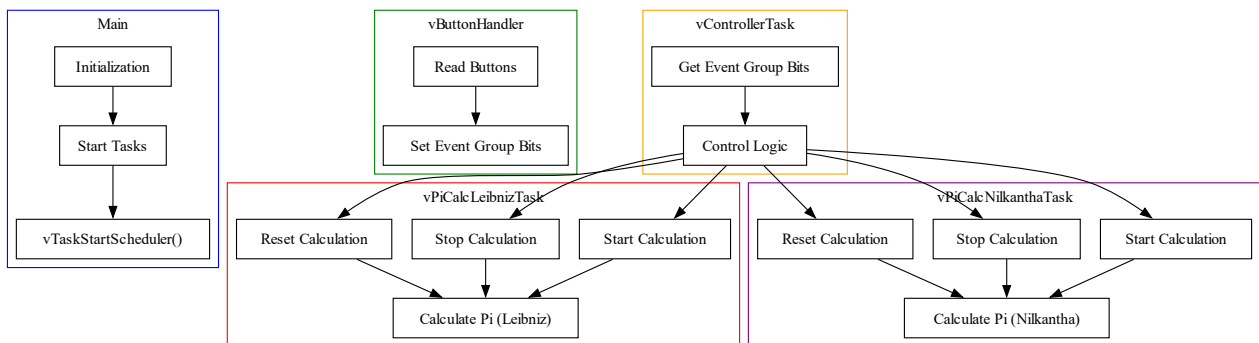 Main
Initialization
Start Tasks
vTaskStartScheduler()
vButtonHandler
Read Buttons
Set Event Group Bits
vControllerTask
Get Event Group Bits
Control Logic
vPiCalcLeibnizTask
Reset Calculation
Stop Calculation
Start Calculation
Calculate Pi (Leibniz)
vPiCalcNilkanthaTask
Reset Calculation
Stop Calculation
Start Calculation
Calculate Pi (Nilkantha)